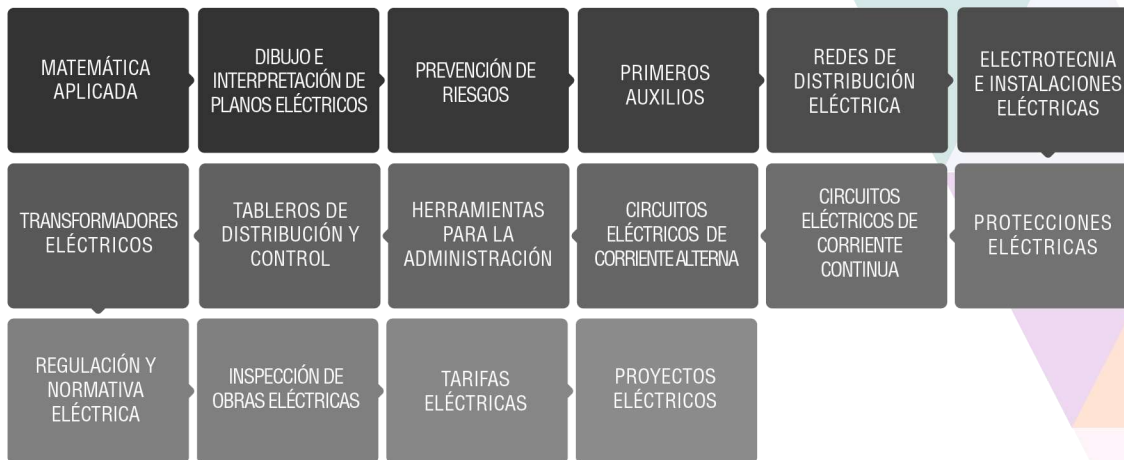 MATEMÁTICA
APLICADA
DIBUJO E
INTERPRETACIÓN DE
PLANOS ELÉCTRICOS
PREVENCIÓN DE
RIESGOS
PRIMEROS
AUXILIOS
REDES DE
DISTRIBUCIÓN
ELÉCTRICA
ELECTROTECNIA
E INSTALACIONES
ELÉCTRICAS
TRANSFORMADORES
ELÉCTRICOS
TABLEROS DE
DISTRIBUCIÓN Y
CONTROL
HERRAMIENTAS
PARA LA
ADMINISTRACIÓN
CIRCUITOS
ELÉCTRICOS DE
CORRIENTE ALTERNA
CIRCUITOS
ELÉCTRICOS DE
CORRIENTE
CONTINUA
PROTECCIONES
ELÉCTRICAS
REGULACIÓN Y
NORMATIVA
ELÉCTRICA
INSPECCIÓN DE
OBRAS ELÉCTRICAS
TARIFAS
ELÉCTRICAS
PROYECTOS
ELÉCTRICOS